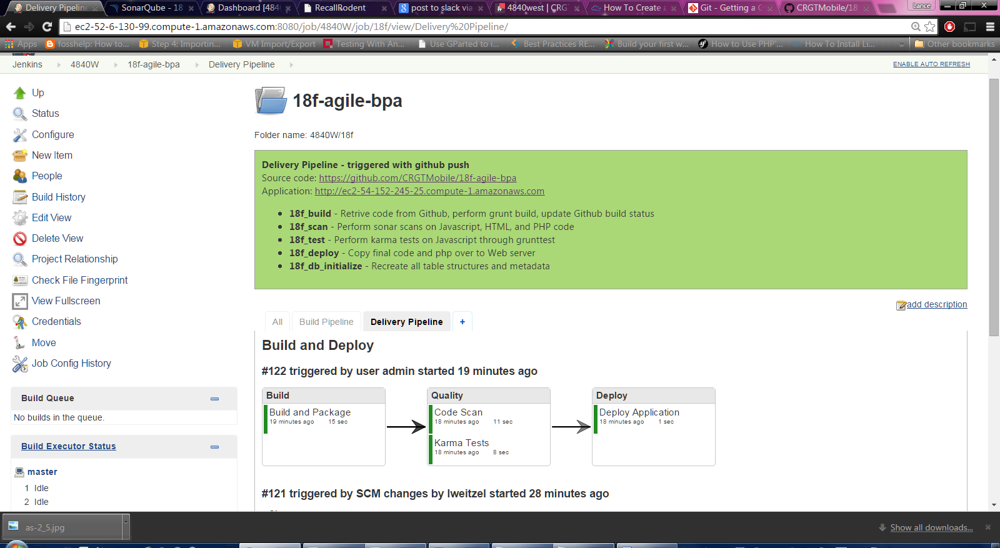 Delivery Pipeline
SonarQube - 18
Dashboard [484
RecallRodent
post to slack via
4840west | CRG
How To Create a
Git - Getting a G
CRGTMobile/18
Lance
ec2-52-6-130-99.compute-1.amazonaws.com:8080/job/4840W/job/18f/view/Delivery%20Pipeline/
Apps
fosshelp: How to...
Step 4: Importin...
VM Import/Export
Testing With An...
Use GParted to i...
Best Practices RE...
Build your first w...
How to Use PHP'...
How To Install Li...
»
Other bookmarks
Jenkins
4840W
18f-agile-bpa
Delivery Pipeline
ENABLE AUTO REFRESH
Up
Status
Configure
New Item
People
Build History
Edit View
Delete View
Project Relationship
Check File Fingerprint
View Fullscreen
Credentials
Move
Job Config History
Build Queue
No builds in the queue.
Build Executor Status
master
1 Idle
2 Idle
18f-agile-bpa
Folder name: 4840W/18f
Delivery Pipeline - triggered with github push
Source code: https://github.com/CRGTMobile/18f-agile-bpa
Application: http://ec2-54-152-245-25.compute-1.amazonaws.com
• 18f_build - Retrive code from Github, perform grunt build, update Github build status
• 18f_scan - Perform sonar scans on Javascript, HTML, and PHP code
• 18f_test - Perform karma tests on Javascript through grunttest
• 18f_deploy - Copy final code and php over to Web server
• 18f_db_initialize - Recreate all table structures and metadata
add description
All
Build Pipeline
Delivery Pipeline
+
Build and Deploy
#122 triggered by user admin started 19 minutes ago
Build
Build and Package
19 minutes ago 15 sec
Quality
Code Scan
18 minutes ago 11 sec
Karma Tests
18 minutes ago 8 sec
Deploy
Deploy Application
18 minutes ago 1 sec
#121 triggered by SCM changes by lweitzel started 28 minutes ago
as-2_5.jpg
Show all downloads...